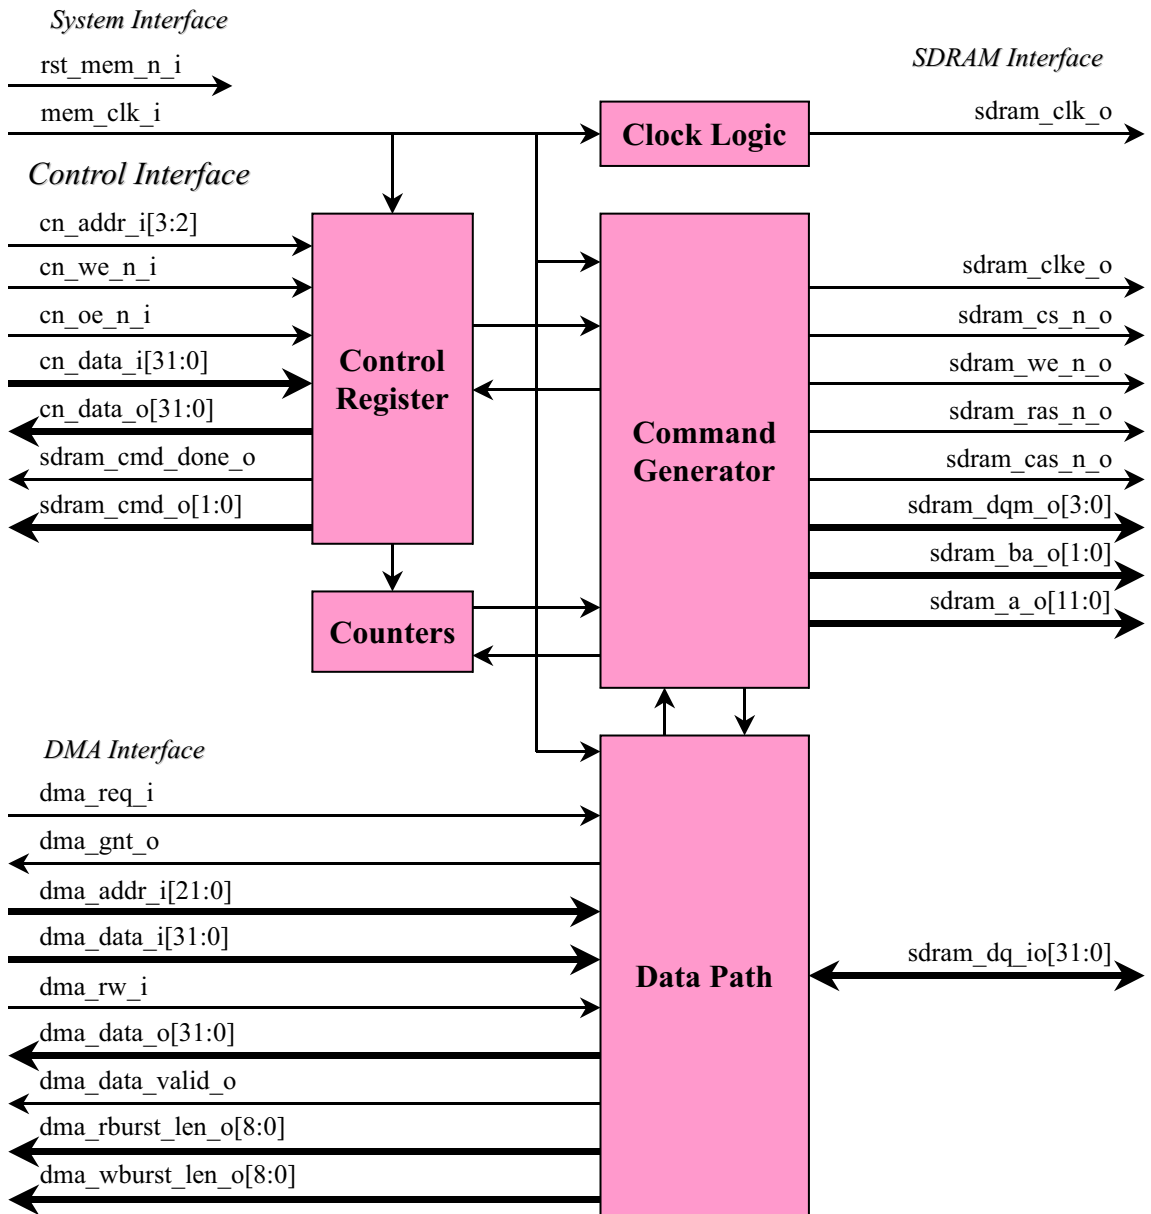 System Interface
rst_mem_n_i
mem_clk_i
SDRAM Interface
Clock Logic
sdram_clk_o
Control Interface
cn_addr_i[3:2]
cn_we_n_i
cn_oe_n_i
cn_data_i[31:0]
cn_data_o[31:0]
sdram_cmd_done_o
sdram_cmd_o[1:0]
Control
Register
Counters
Command
Generator
sdram_clke_o
sdram_cs_n_o
sdram_we_n_o
sdram_ras_n_o
sdram_cas_n_o
sdram_dqm_o[3:0]
sdram_ba_o[1:0]
sdram_a_o[11:0]
DMA Interface
dma_req_i
dma_gnt_o
dma_addr_i[21:0]
dma_data_i[31:0]
dma_rw_i
dma_data_o[31:0]
dma_data_valid_o
dma_rburst_len_o[8:0]
dma_wburst_len_o[8:0]
Data Path
sdram_dq_io[31:0]